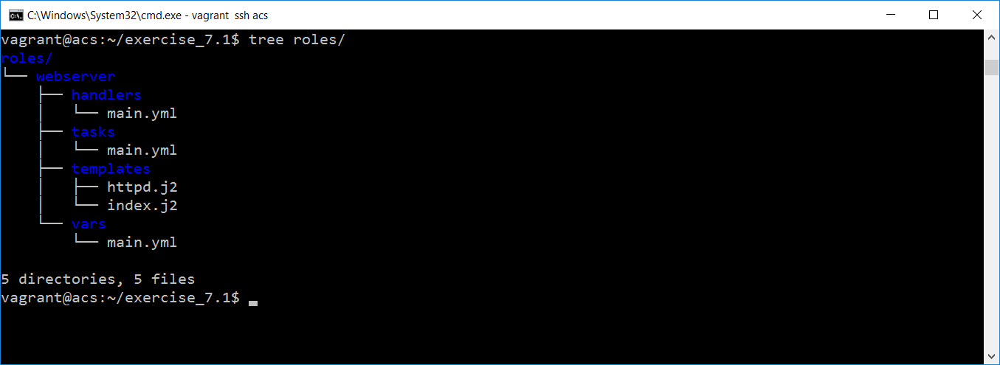 C:\Windows\System32\cmd.exe - vagrant  ssh acs
vagrant@acs:~/exercise_7.1$ tree roles/
roles/
└── webserver
    ├── handlers
    │   └── main.yml
    ├── tasks
    │   └── main.yml
    ├── templates
    │   ├── httpd.j2
    │   └── index.j2
    └── vars
        └── main.yml
5 directories, 5 files
vagrant@acs:~/exercise_7.1$